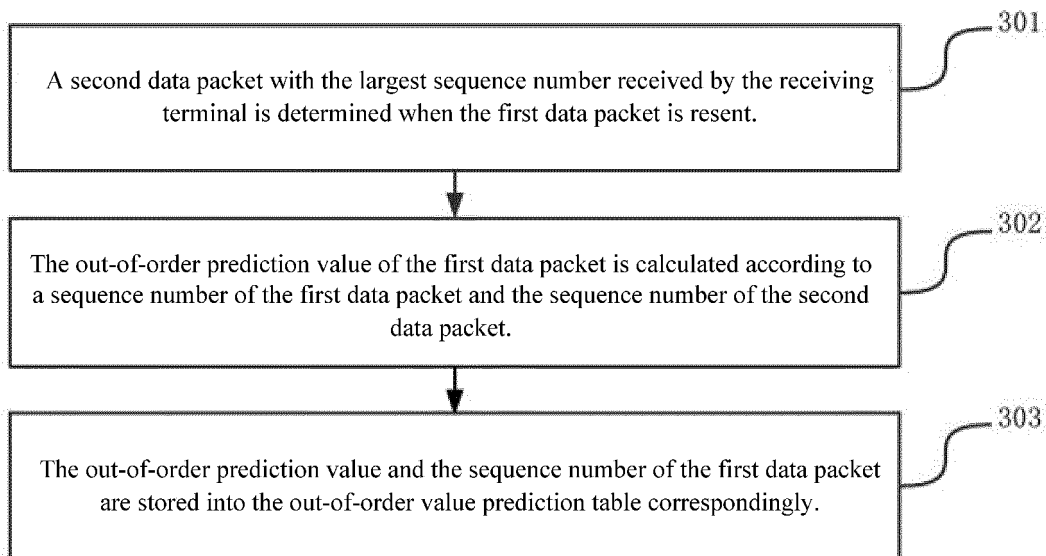 301
A second data packet with the largest sequence number received by the receiving
terminal is determined when the first data packet is resent.
302
The out-of-order prediction value of the first data packet is calculated according to
a sequence number of the first data packet and the sequence number of the second
data packet.
303
The out-of-order prediction value and the sequence number of the first data packet
are stored into the out-of-order value prediction table correspondingly.